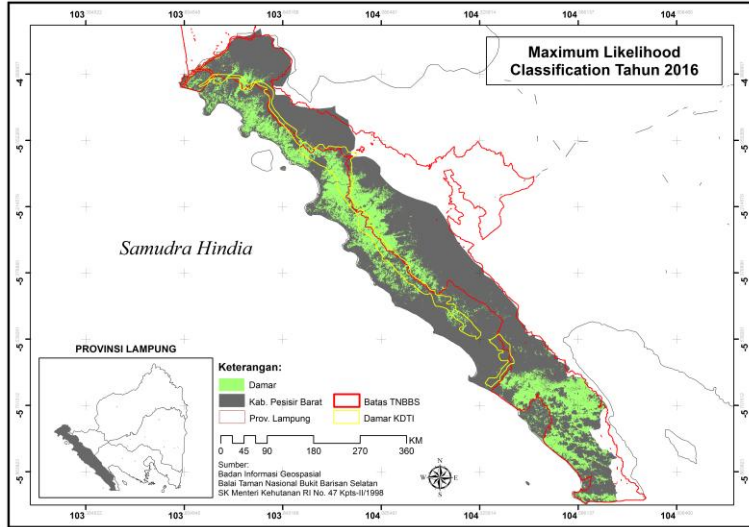 103 103 104 104 104 104 104
Maximum Likelihood
Classification Tahun 2016
-4
-5
-5
-5
-5
-5
-5
Samudra Hindia
PROVINSI LAMPUNG
Keterangan:
Damar
Kab. Pesisir Barat Batas TNBBS
Prov. Lampung Damar KDTI
KM
0 45 90 180 270 360
Sumber:
Badan Informasi Geospasial
Balai Taman Nasional Bukit Barisan Selatan
SK Menteri Kehutanan RI No. 47 Kpts-II/1998
N
W E
S
103 103 104 104 104 104 104